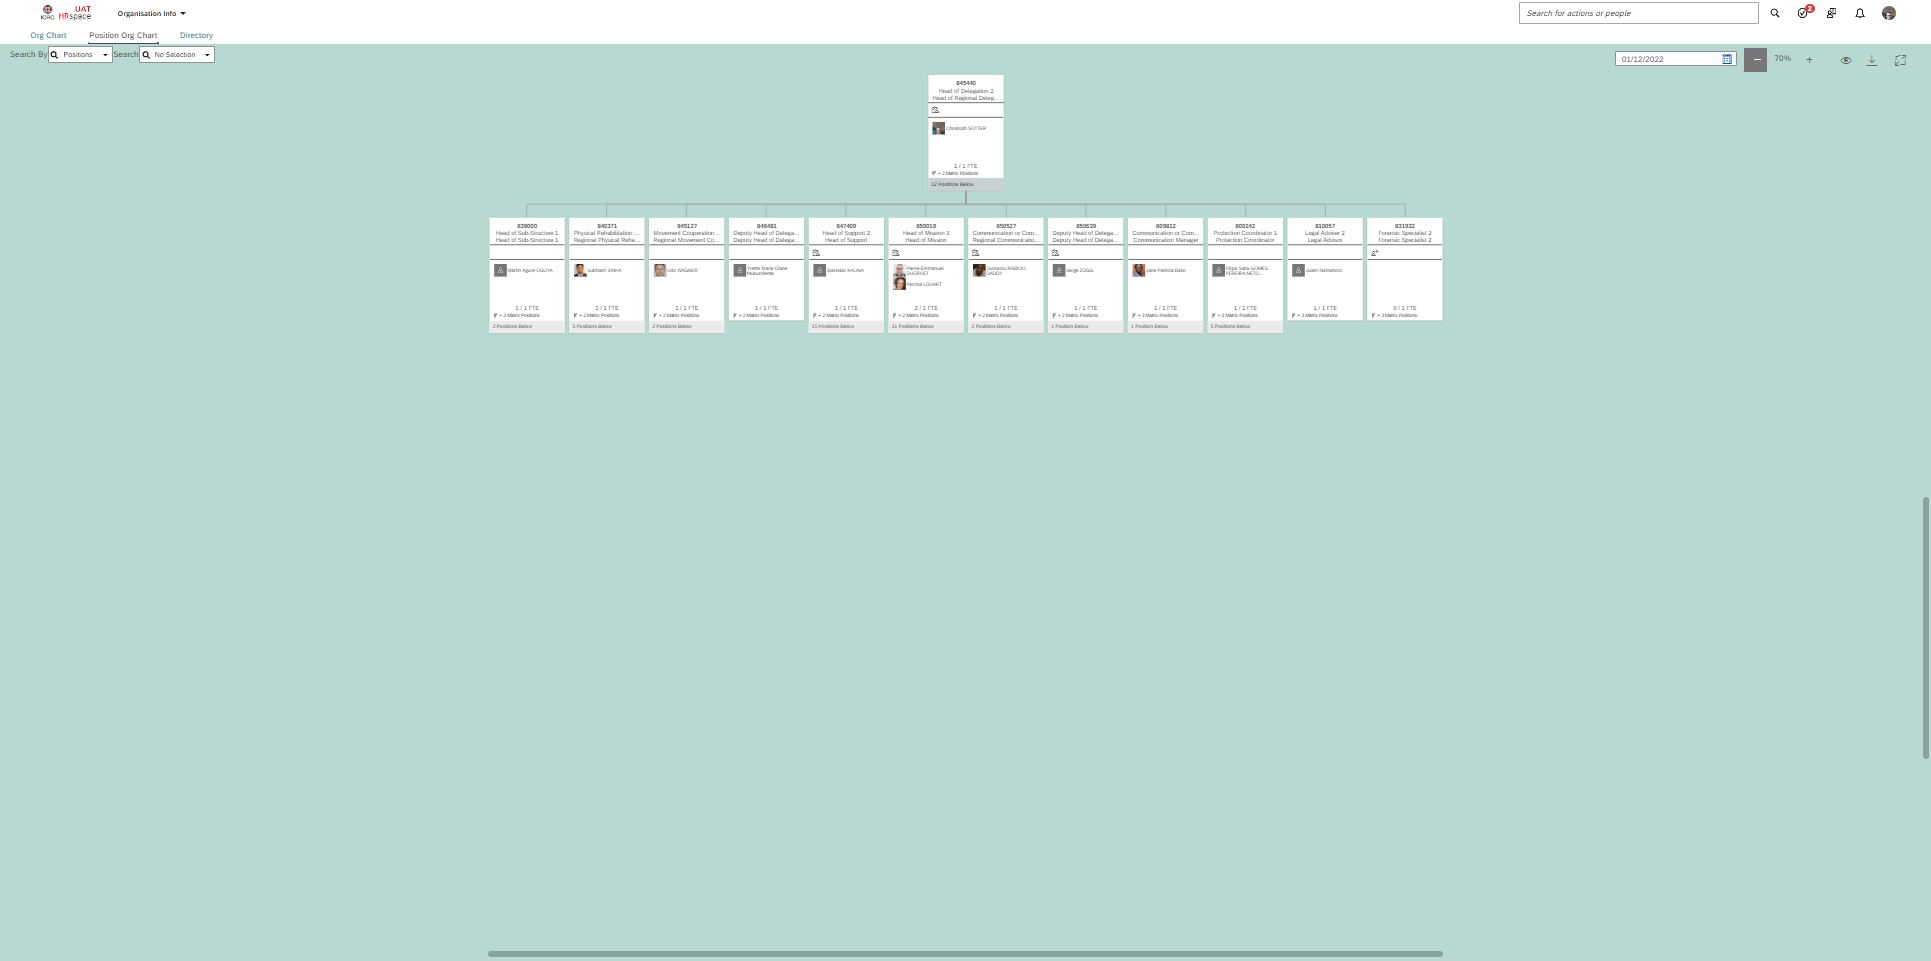 ICRC
UAT
HRspace
Organisation Info
Search for actions or people
2
Org Chart
Position Org Chart
Directory
Search By
Positions
Search
No Selection
01/12/2022
70%
845440
Head of Delegation 2
Head of Regional Deleg...
Christoph SUTTER
1 / 1 FTE
+ 2 Matrix Positions
12 Positions Below
839000
Head of Sub-Structure 1
Head of Sub-Structure 1
Martin Agure OGUYA
1 / 1 FTE
+ 3 Matrix Positions
2 Positions Below
840371
Physical Rehabilitation ...
Regional Physical Reha...
Subhash SINHA
1 / 1 FTE
+ 2 Matrix Positions
5 Positions Below
845127
Movement Cooperation...
Regional Movement Co...
Udo WAGNER
1 / 1 FTE
+ 2 Matrix Positions
2 Positions Below
846481
Deputy Head of Delega...
Deputy Head of Delega...
Yvette Marie Diane
Mukundente
1 / 1 FTE
+ 2 Matrix Positions
847409
Head of Support 2
Head of Support
Stanislas KALINA
1 / 1 FTE
+ 2 Matrix Positions
15 Positions Below
850019
Head of Mission 3
Head of Mission
Pierre-Emmanuel
DUCRUET
Perrine LOUART
2 / 1 FTE
+ 2 Matrix Positions
11 Positions Below
850527
Communication or Com...
Regional Communicatio...
Oumarou RABIOU
DADDY
1 / 1 FTE
+ 2 Matrix Positions
2 Positions Below
850639
Deputy Head of Delega...
Deputy Head of Delega...
Serge ZOGG
1 / 1 FTE
+ 2 Matrix Positions
1 Position Below
809812
Communication or Com...
Communication Manager
Jane Patricia Bako
1 / 1 FTE
+ 3 Matrix Positions
1 Position Below
800242
Protection Coordinator 1
Protection Coordinator
Filipa Satia GOMES
PEREIRA NETO...
1 / 1 FTE
+ 3 Matrix Positions
5 Positions Below
810057
Legal Adviser 2
Legal Advisor
Julien Namahoro
1 / 1 FTE
+ 3 Matrix Positions
831932
Forensic Specialist 2
Forensic Specialist 2
0 / 1 FTE
+ 3 Matrix Positions